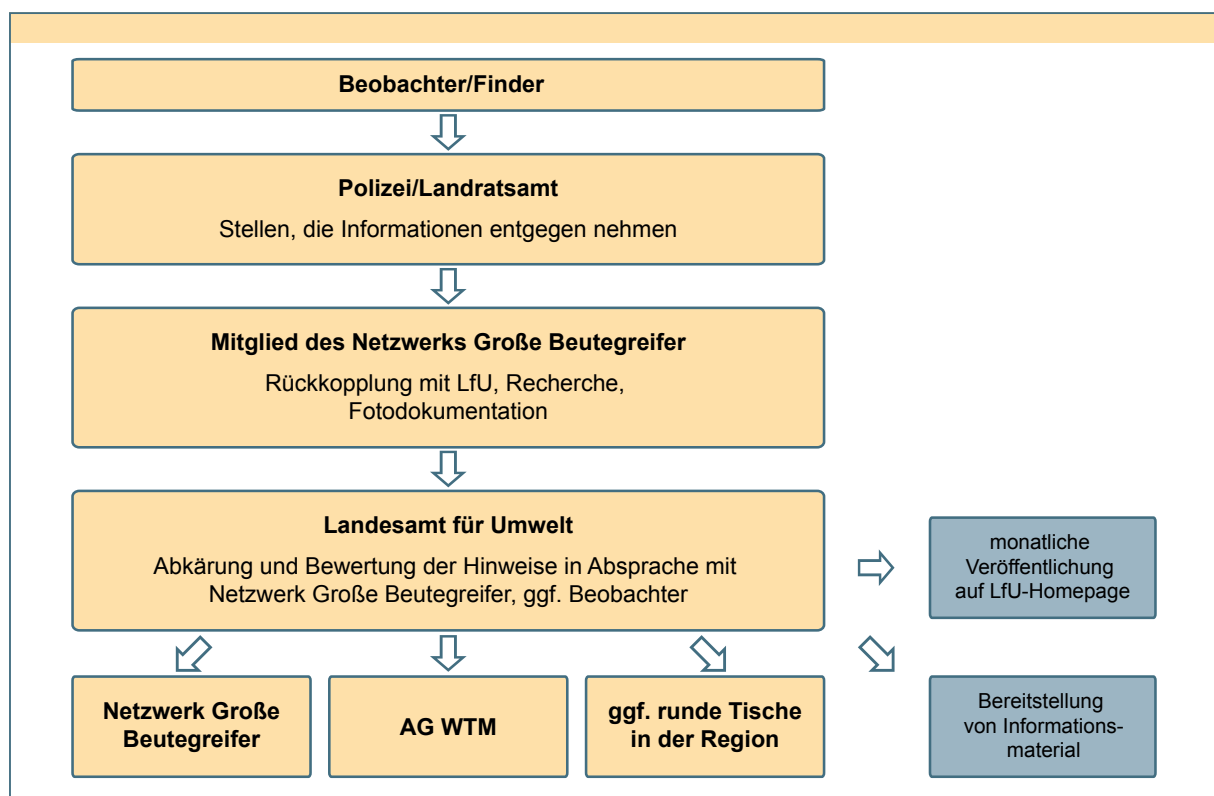 Beobachter/Finder
Polizei/Landratsamt
Stellen, die Informationen entgegen nehmen
Mitglied des Netzwerks Große Beutegreifer
Rückkopplung mit LfU, Recherche,
Fotodokumentation
Landesamt für Umwelt
Abkärung und Bewertung der Hinweise in Absprache mit
Netzwerk Große Beutegreifer, ggf. Beobachter
monatliche
Veröffentlichung
auf LfU-Homepage
Netzwerk Große
Beutegreifer
AG WTM
ggf. runde Tische
in der Region
Bereitstellung
von Informations-
material